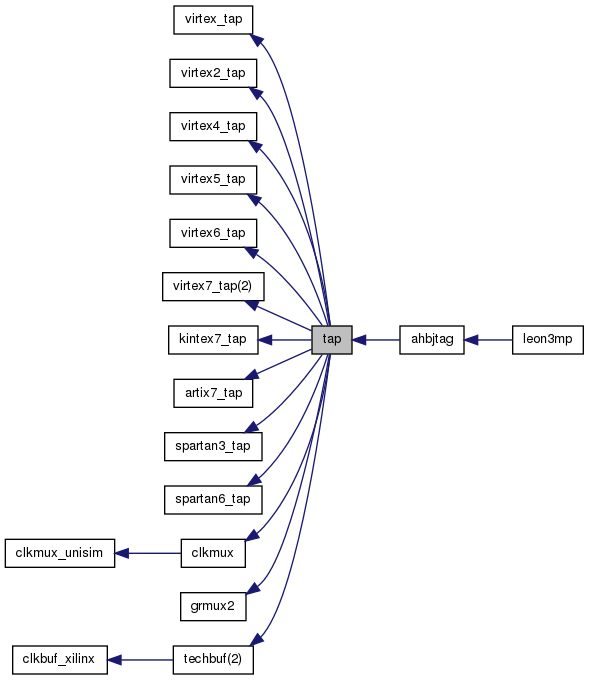 virtex_tap
virtex2_tap
virtex4_tap
virtex5_tap
virtex6_tap
virtex7_tap(2)
kintex7_tap
tap
ahbjtag
leon3mp
artix7_tap
spartan3_tap
spartan6_tap
clkmux_unisim
clkmux
grmux2
clkbuf_xilinx
techbuf(2)